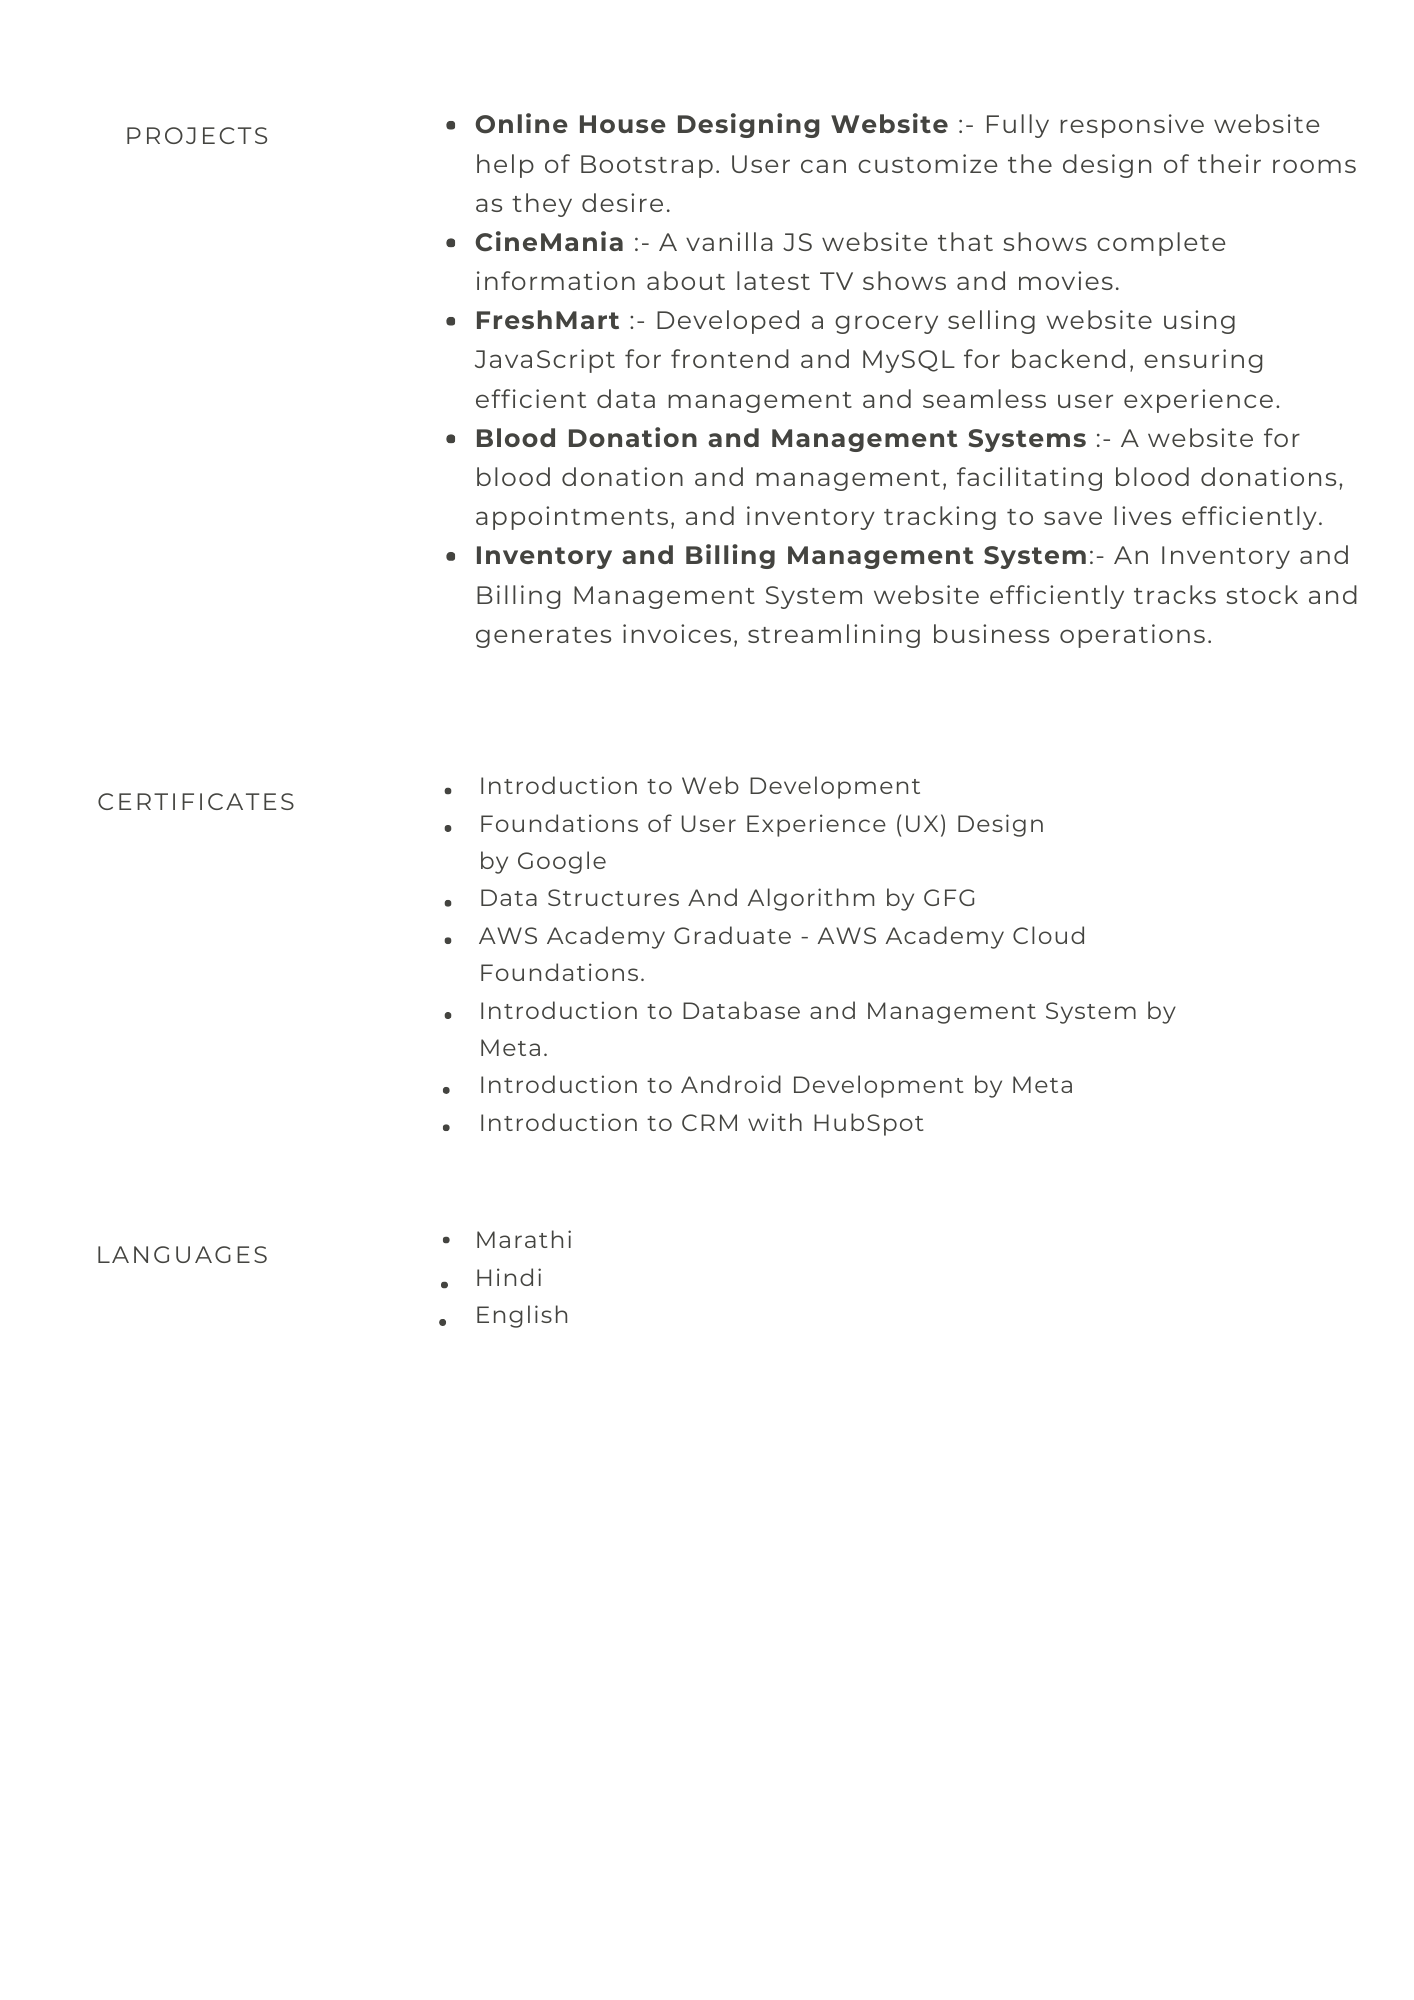 PROJECTS
• Online House Designing Website :- Fully responsive website
help of Bootstrap. User can customize the design of their rooms
as they desire.
• CineMania :- A vanilla JS website that shows complete
information about latest TV shows and movies.
• FreshMart :- Developed a grocery selling website using
JavaScript for frontend and MySQL for backend, ensuring
efficient data management and seamless user experience.
• Blood Donation and Management Systems :- A website for
blood donation and management, facilitating blood donations,
appointments, and inventory tracking to save lives efficiently.
• Inventory and Billing Management System:- An Inventory and
Billing Management System website efficiently tracks stock and
generates invoices, streamlining business operations.
CERTIFICATES
• Introduction to Web Development
• Foundations of User Experience (UX) Design
by Google
• Data Structures And Algorithm by GFG
• AWS Academy Graduate - AWS Academy Cloud
Foundations.
• Introduction to Database and Management System by
Meta.
• Introduction to Android Development by Meta
• Introduction to CRM with HubSpot
LANGUAGES
• Marathi
• Hindi
• English